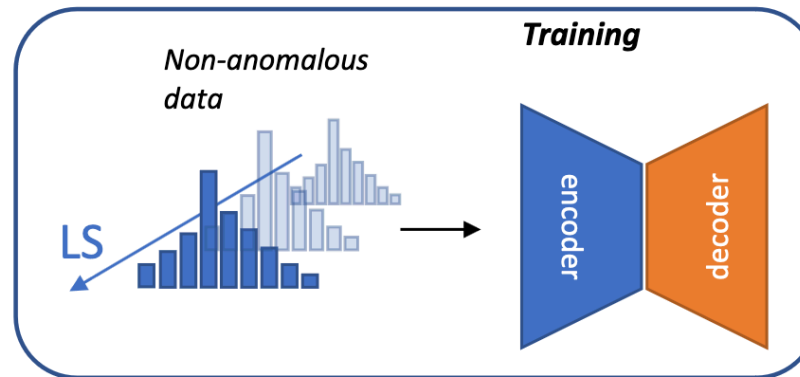 Training
Non-anomalous
data
LS
encoder
decoder